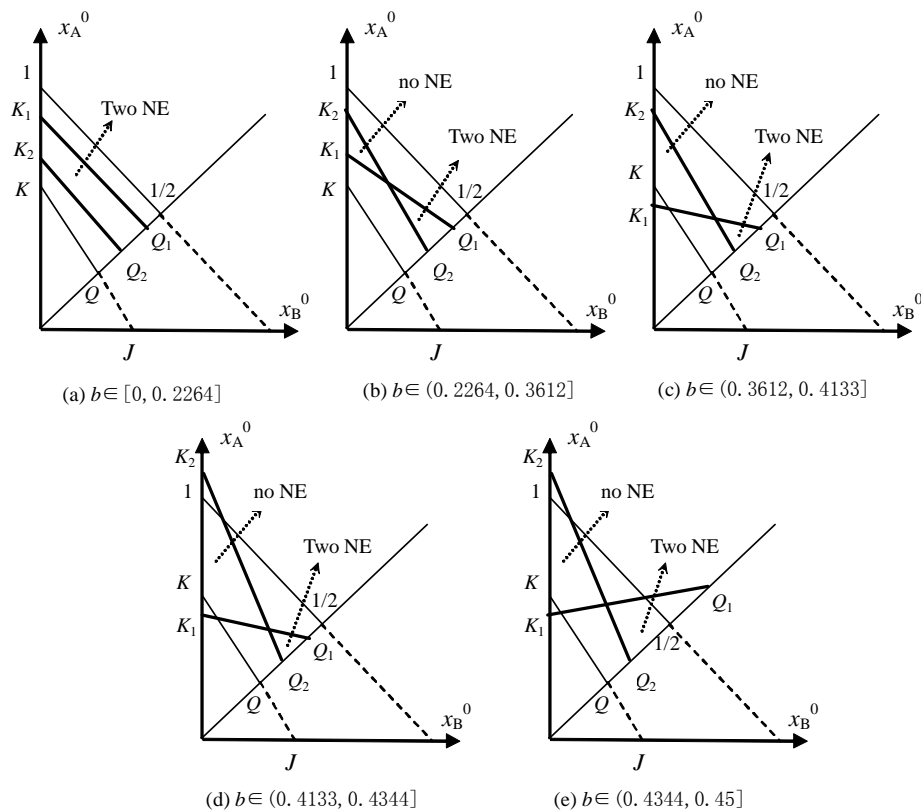 x_A^0
1
K_1
K_2
K
Two NE
1/2
Q_1
Q_2
Q
x_B^0
J
(a) b∈[0, 0.2264]
x_A^0
1
K_2
K_1
K
no NE
Two NE
1/2
Q_1
Q_2
Q
x_B^0
J
(b) b∈(0.2264, 0.3612]
x_A^0
1
K_2
K
K_1
no NE
Two NE
1/2
Q_1
Q_2
Q
x_B^0
J
(c) b∈(0.3612, 0.4133]
x_A^0
K_2
1
K
K_1
no NE
Two NE
1/2
Q_1
Q_2
Q
x_B^0
J
(d) b∈(0.4133, 0.4344]
x_A^0
K_2
1
K
K_1
no NE
Two NE
Q_1
1/2
Q_2
Q
x_B^0
J
(e) b∈(0.4344, 0.45]